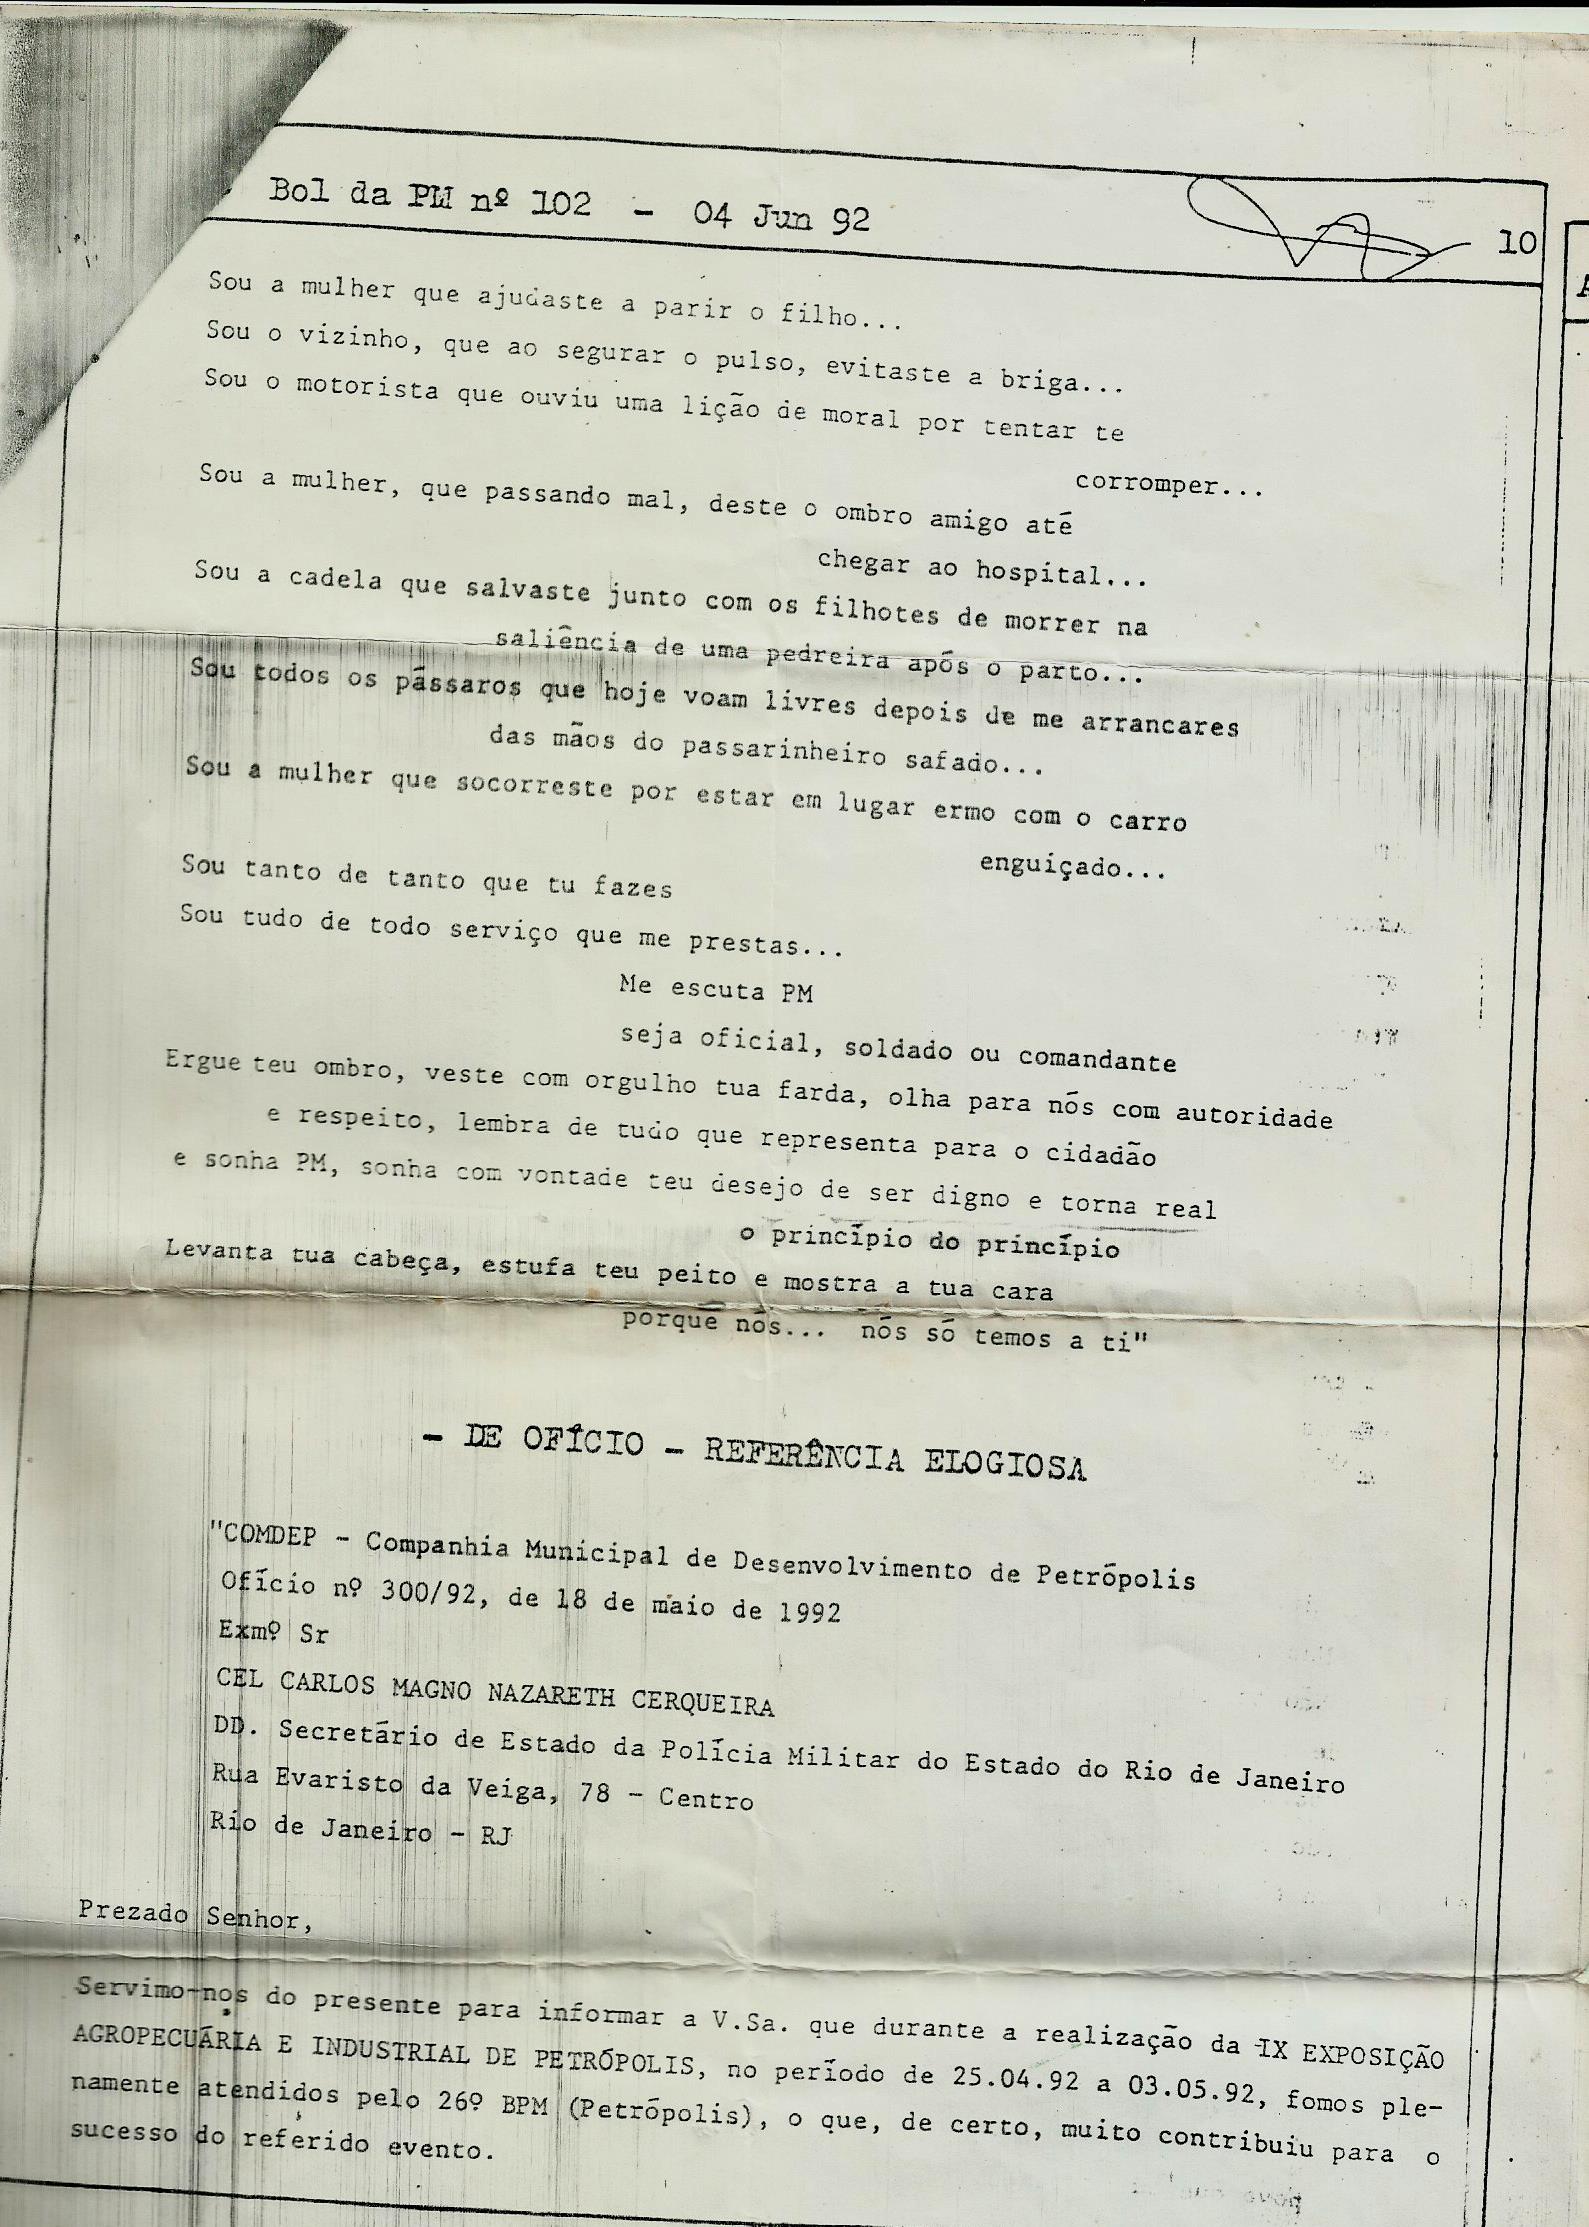 Bol da PM nº 102 - 04 Jun 92
10
Sou a mulher que ajudaste a parir o filho...
Sou o vizinho, que ao segurar o pulso, evitaste a briga...
Sou o motorista que ouviu uma lição de moral por tentar te
corromper...
Sou a mulher, que passando mal, deste o ombro amigo até
chegar ao hospital...
Sou a cadela que salvaste junto com os filhotes de morrer na
saliência de uma pedreira após o parto...
Sou todos os pássaros que hoje voam livres depois de me arrancares
das mãos do passarinheiro safado...
Sou a mulher que socorreste por estar em lugar ermo com o carro
enguiçado...
Sou tanto de tanto que tu fazes
Sou tudo de todo serviço que me prestas...
Me escuta PM
seja oficial, soldado ou comandante
Ergue teu ombro, veste com orgulho tua farda, olha para nós com autoridade
e respeito, lembra de tudo que representa para o cidadão
e sonha PM, sonha com vontade teu desejo de ser digno e torna real
o princípio do princípio
Levanta tua cabeça, estufa teu peito e mostra a tua cara
porque nós... nós só temos a ti"
- DE OFÍCIO - REFERÊNCIA ELOGIOSA
"COMDEP - Companhia Municipal de Desenvolvimento de Petrópolis
Ofício nº 300/92, de 18 de maio de 1992
Exmº Sr
CEL CARLOS MAGNO NAZARETH CERQUEIRA
DD. Secretário de Estado da Polícia Militar do Estado do Rio de Janeiro
Rua Evaristo da Veiga, 78 - Centro
Rio de Janeiro - RJ
Prezado Senhor,
Servimo-nos do presente para informar a V.Sa. que durante a realização da IX EXPOSIÇÃO
AGROPECUÁRIA E INDUSTRIAL DE PETRÓPOLIS, no período de 25.04.92 a 03.05.92, fomos ple-
namente atendidos pelo 26º BPM (Petrópolis), o que, de certo, muito contribuiu para o
sucesso do referido evento.